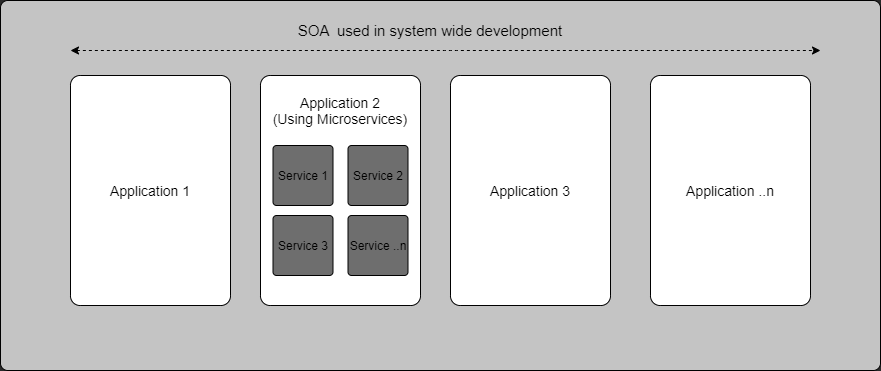 SOA  used in system wide development
Application 1
Application 2
(Using Microservices)
Service 1
Service 2
Service 3
Service ..n
Application 3
Application ..n